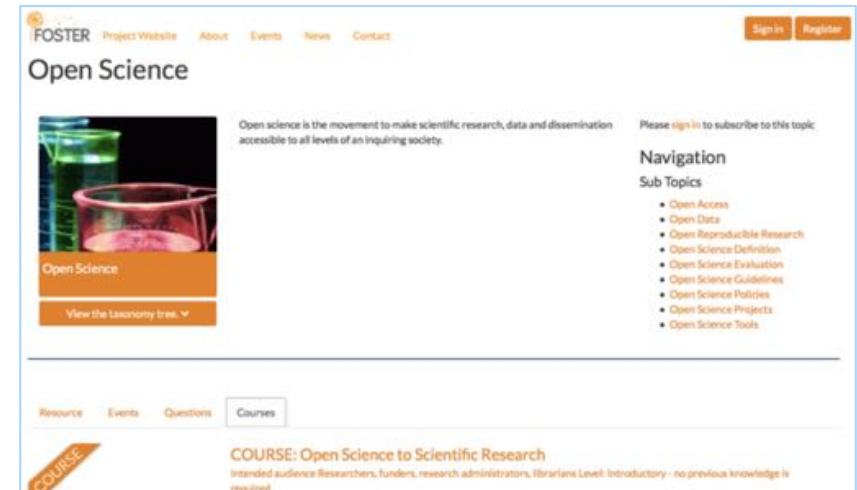 FOSTER Project Website About Events News Contact
Sign in Register
Open Science
Open Science
View the taxonomy tree.
Open science is the movement to make scientific research, data and dissemination
accessible to all levels of an inquiring society.
Please sign in to subscribe to this topic
Navigation
Sub Topics
Open Access
Open Data
Open Reproducible Research
Open Science Definition
Open Science Evaluation
Open Science Guidelines
Open Science Policies
Open Science Projects
Open Science Tools
Resource Events Questions Courses
COURSE
COURSE: Open Science to Scientific Research
Intended audience Researchers, funders, research administrators, librarians Level: Introductory - no previous knowledge is
required